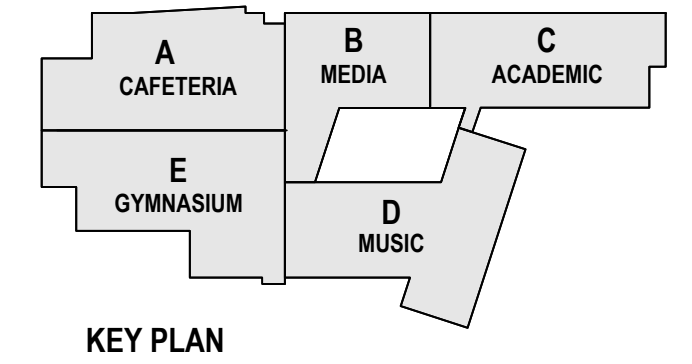 A
CAFETERIA
B
MEDIA
C
ACADEMIC
E
GYMNASIUM
D
MUSIC
KEY PLAN